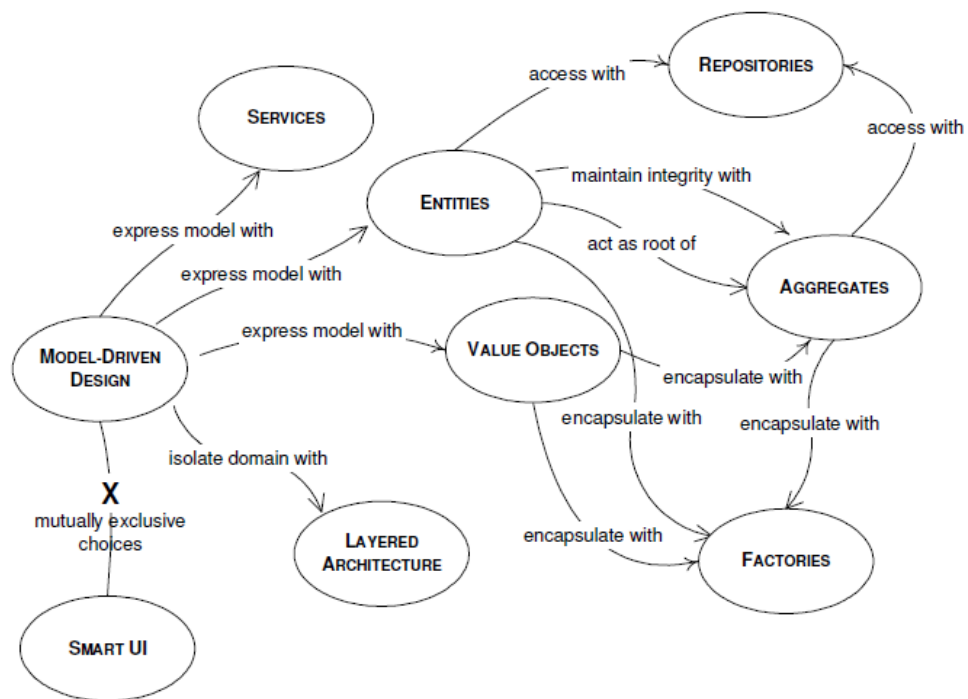 REPOSITORIES
access with
SERVICES
access with
maintain integrity with
ENTITIES
express model with
act as root of
express model with
AGGREGATES
express model with
VALUE OBJECTS
MODEL-DRIVEN
DESIGN
encapsulate with
encapsulate with
encapsulate with
isolate domain with
X
mutually exclusive
choices
encapsulate with
LAYERED
ARCHITECTURE
FACTORIES
SMART UI